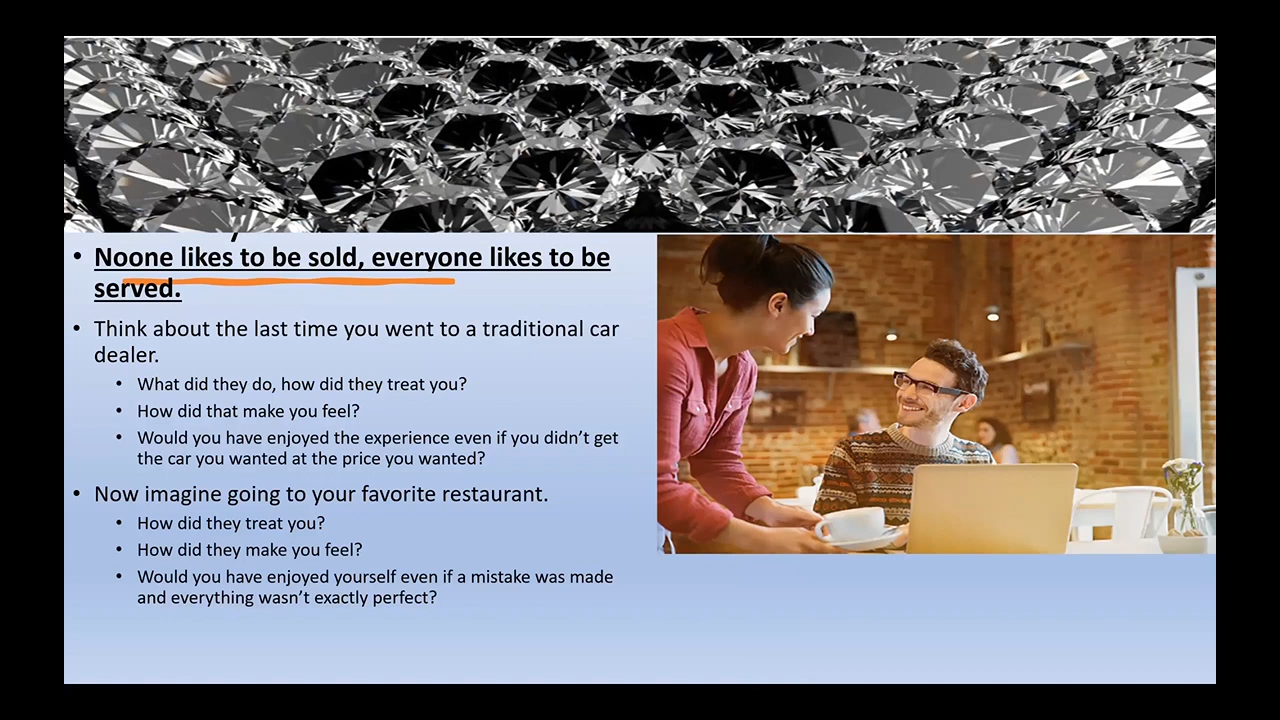 • Noone likes to be sold, everyone likes to be
served.
• Think about the last time you went to a traditional car
dealer.
• What did they do, how did they treat you?
• How did that make you feel?
• Would you have enjoyed the experience even if you didn’t get
the car you wanted at the price you wanted?
• Now imagine going to your favorite restaurant.
• How did they treat you?
• How did they make you feel?
• Would you have enjoyed yourself even if a mistake was made
and everything wasn’t exactly perfect?